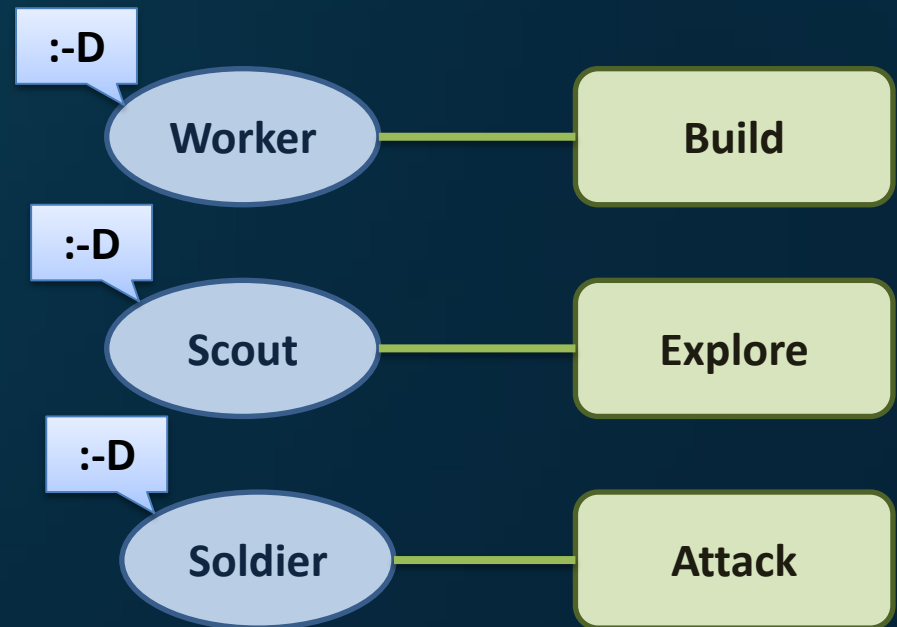 :-D
Worker
Build
:-D
Scout
Explore
:-D
Soldier
Attack